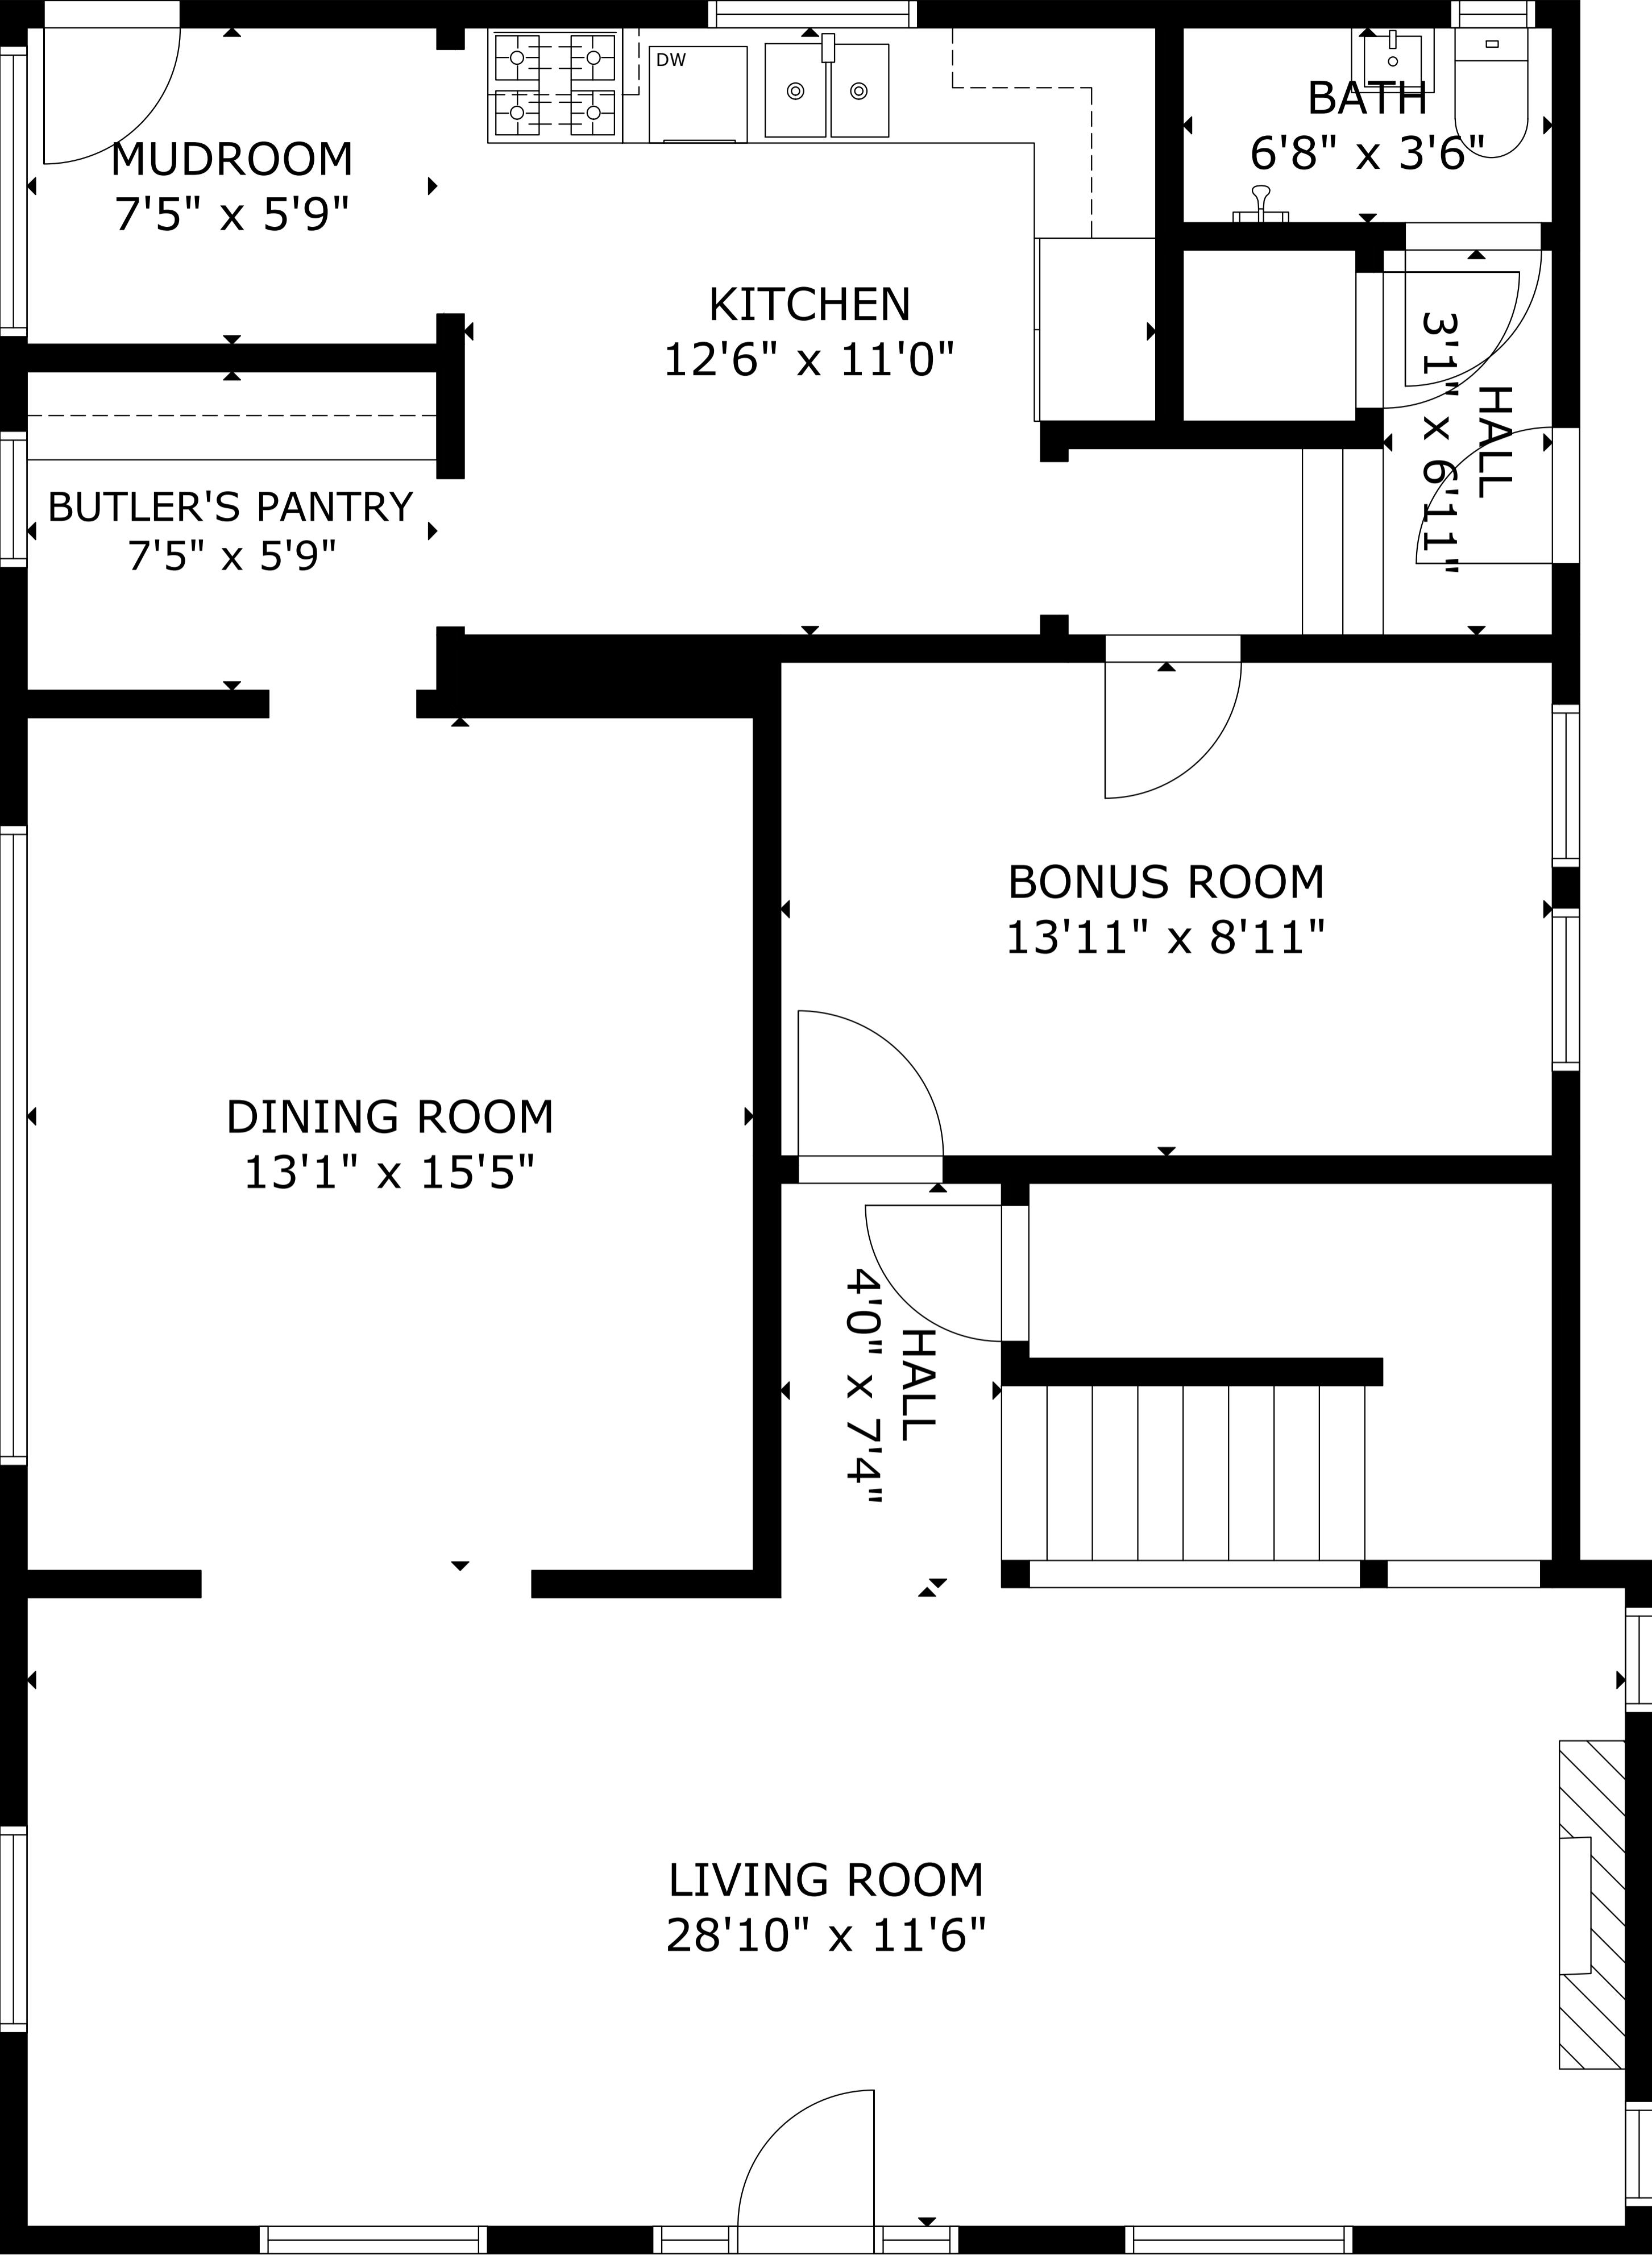 DW
BATH
6'8" x 3'6"
MUDROOM
7'5" x 5'9"
KITCHEN
12'6" x 11'0"
HALL
3'1" x 6'11"
BUTLER'S PANTRY
7'5" x 5'9"
BONUS ROOM
13'11" x 8'11"
DINING ROOM
13'1" x 15'5"
HALL
4'0" x 7'4"
LIVING ROOM
28'10" x 11'6"